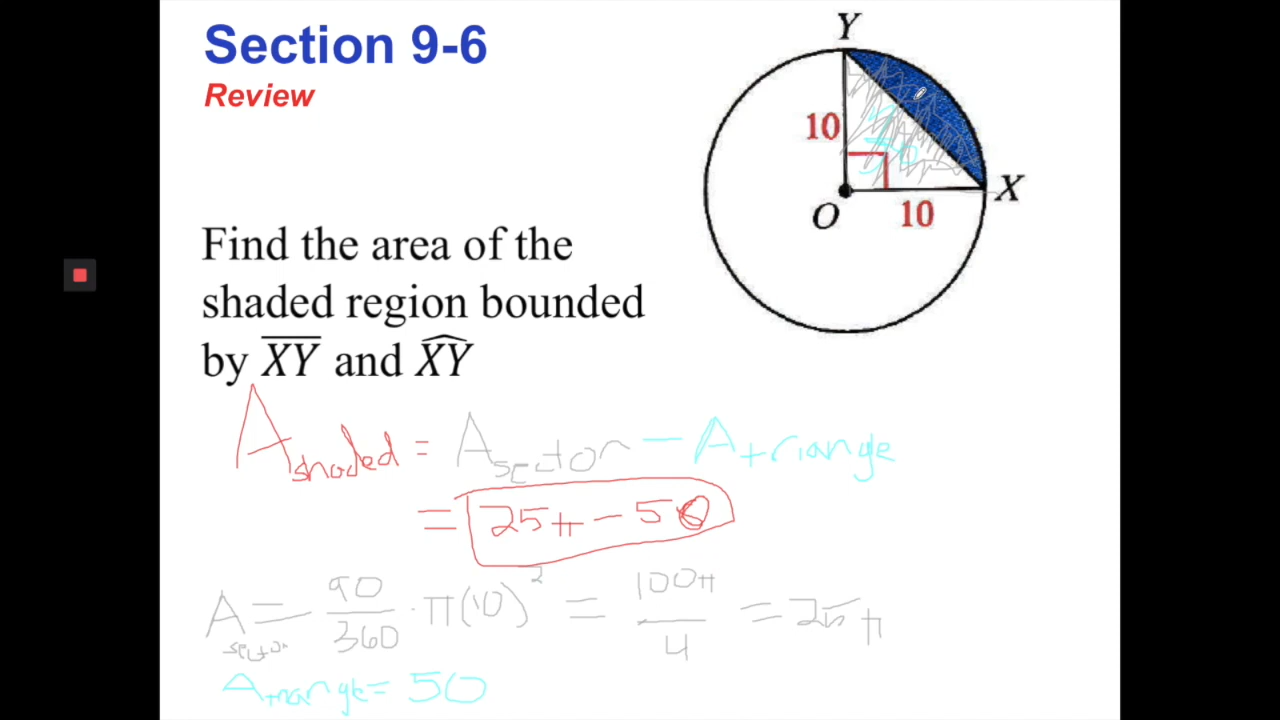 Section 9-6
Review
Y
10
50
X
O
10
Find the area of the
shaded region bounded
by XY and XY
A shaded = A sector - A triangle
= 25π - 50
A sector = 90/360 · π(10)² = 100π/4 = 25π
A triangle = 50